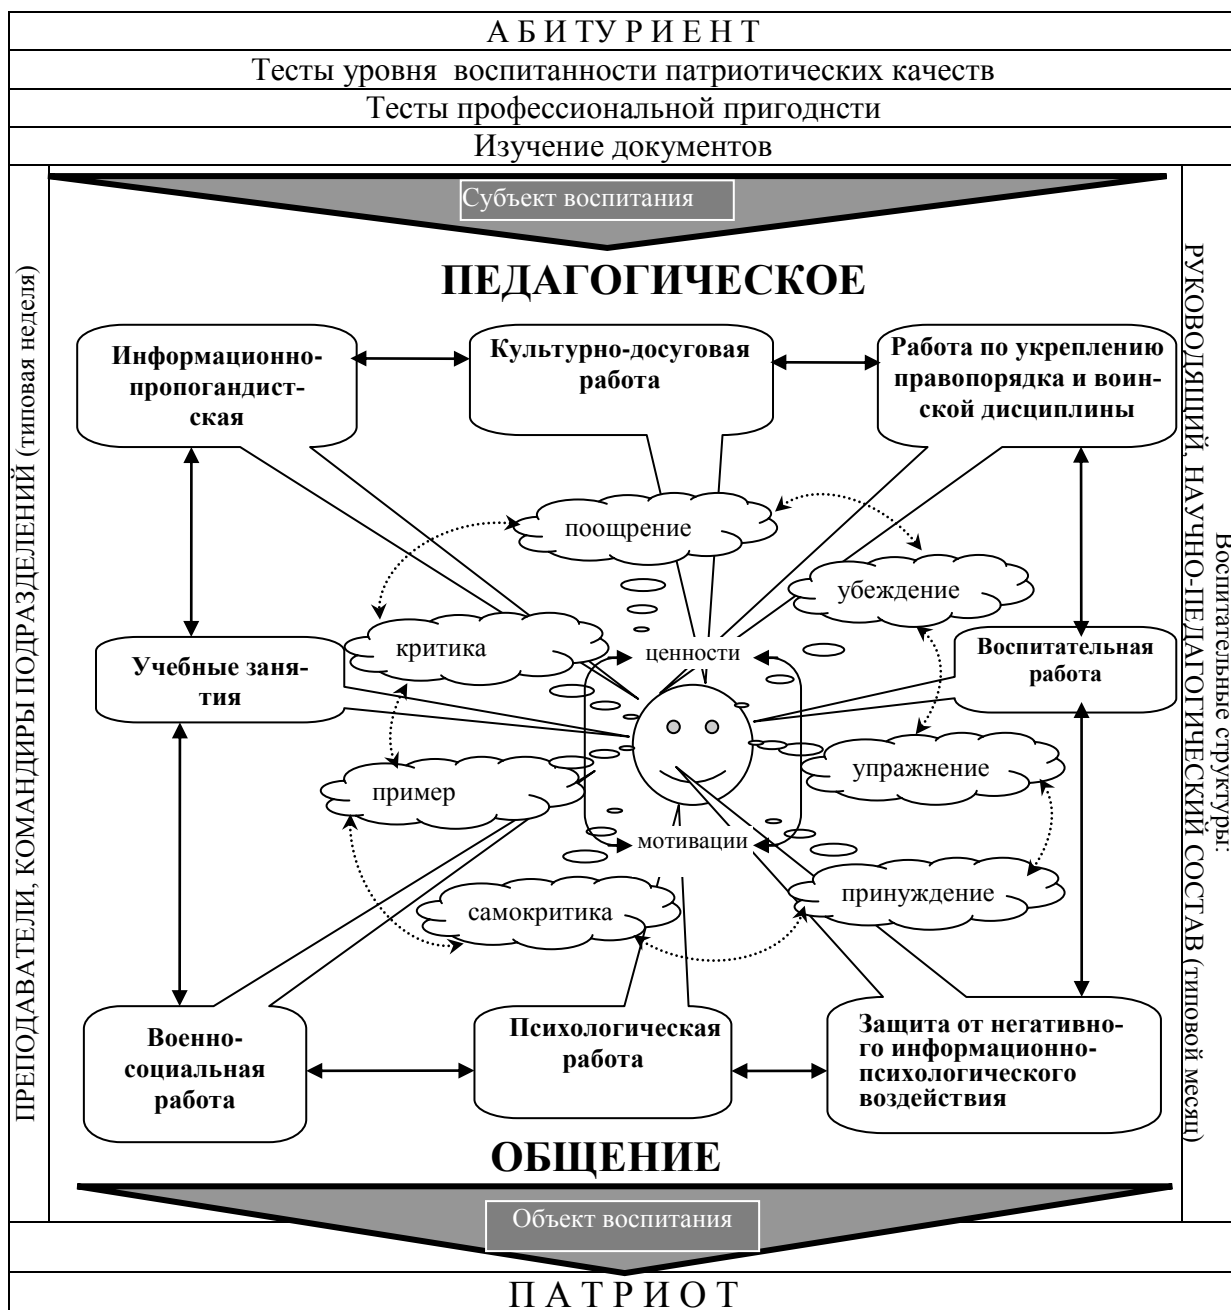 А Б И ТУ Р И Е Н Т
Тесты уровня воспитанности патриотических качеств
Тесты профессиональной пригоднсти
Изучение документов
Субъект воспитания
ПЕДАГОГИЧЕСКОЕ
ПРЕПОДАВАТЕЛИ, КОМАНДИРЫ ПОДРАЗДЕЛЕНИЙ (типовая неделя)
Воспитательные структуры:
РУКОВОДЯЩИЙ, НАУЧНО-ПЕДАГОГИЧЕСКИЙ СОСТАВ (типовой месяц)
Информационно-
пропогандист-
ская
Культурно-досуговая
работа
Работа по укреплению
правопорядка и воин-
ской дисциплины
поощрение
убеждение
критика
ценности
Учебные заня-
тия
Воспитательная
работа
пример
упражнение
мотивации
самокритика
принуждение
Военно-
социальная
работа
Психологическая
работа
Защита от негативно-
го информационно-
психологического
воздействия
ОБЩЕНИЕ
Объект воспитания
П А Т Р И О Т